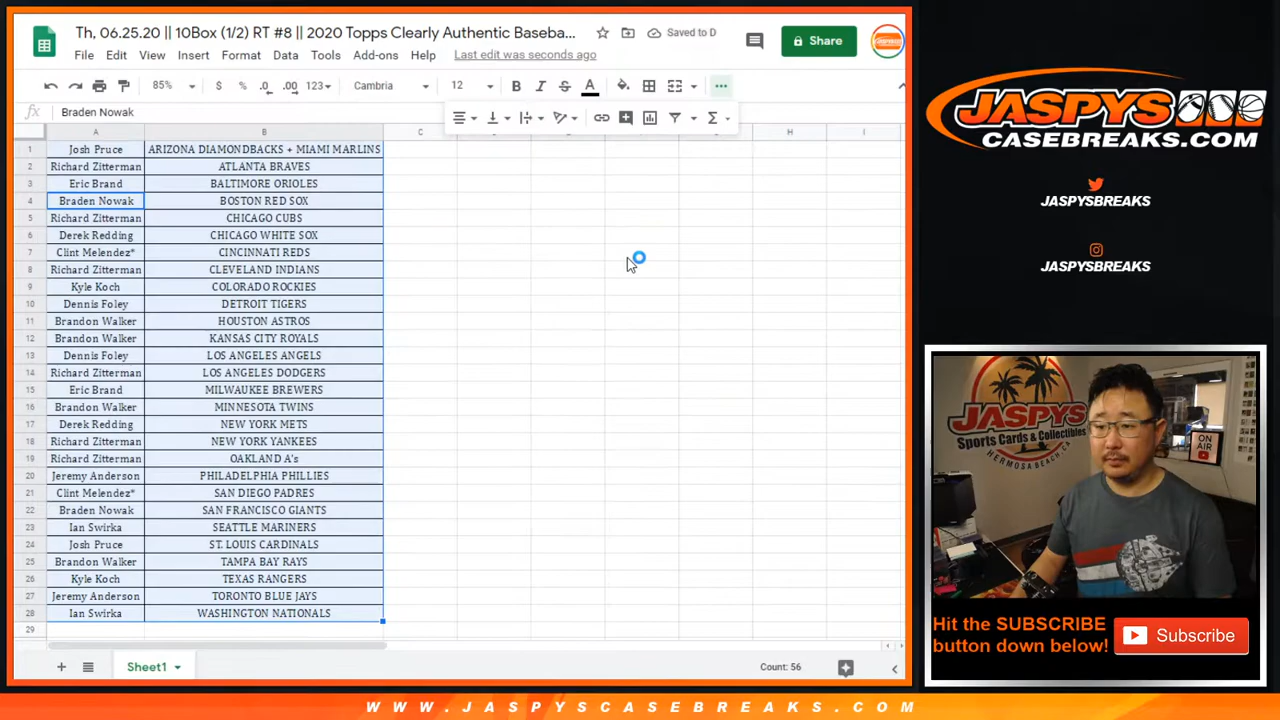 Th, 06.25.20 || 10Box (1/2) RT #8 || 2020 Topps Clearly Authentic Baseba...
Saved to D
Share
File Edit View Insert Format Data Tools Add-ons Help Last edit was seconds ago
85% $ % .0 .00 123 Cambria 12 B I S A
fx Braden Nowak
A B C H I
1 Josh Pruce ARIZONA DIAMONDBACKS + MIAMI MARLINS
2 Richard Zitterman ATLANTA BRAVES
3 Eric Brand BALTIMORE ORIOLES
4 Braden Nowak BOSTON RED SOX
5 Richard Zitterman CHICAGO CUBS
6 Derek Redding CHICAGO WHITE SOX
7 Clint Melendez* CINCINNATI REDS
8 Richard Zitterman CLEVELAND INDIANS
9 Kyle Koch COLORADO ROCKIES
10 Dennis Foley DETROIT TIGERS
11 Brandon Walker HOUSTON ASTROS
12 Brandon Walker KANSAS CITY ROYALS
13 Dennis Foley LOS ANGELES ANGELS
14 Richard Zitterman LOS ANGELES DODGERS
15 Eric Brand MILWAUKEE BREWERS
16 Brandon Walker MINNESOTA TWINS
17 Derek Redding NEW YORK METS
18 Richard Zitterman NEW YORK YANKEES
19 Richard Zitterman OAKLAND A's
20 Jeremy Anderson PHILADELPHIA PHILLIES
21 Clint Melendez* SAN DIEGO PADRES
22 Braden Nowak SAN FRANCISCO GIANTS
23 Ian Swirka SEATTLE MARINERS
24 Josh Pruce ST. LOUIS CARDINALS
25 Brandon Walker TAMPA BAY RAYS
26 Kyle Koch TEXAS RANGERS
27 Jeremy Anderson TORONTO BLUE JAYS
28 Ian Swirka WASHINGTON NATIONALS
29
Sheet1
Count: 56
JASPYS
CASEBREAKS.COM
JASPYSBREAKS
JASPYSBREAKS
JASPYS
Sports Cards & Collectibles
HERMOSA BEACH, CA
ON AIR
Hit the SUBSCRIBE
button down below!
Subscribe
WWW.JASPYSCASEBREAKS.COM